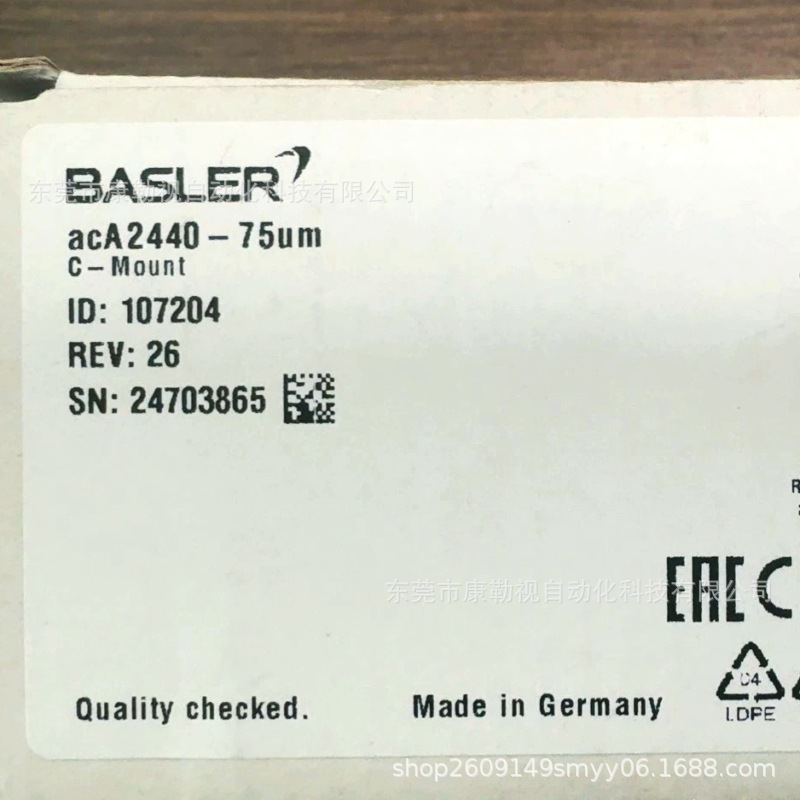 BASLER
东莞市康勒视自动化科技有限公司
acA2440-75um
C-Mount
ID: 107204
REV: 26
SN: 24703865
EAC C
东莞市康勒视自动化科技有限公司
04
LDPE
Quality checked.
Made in Germany
shop2609149smyy06.1688.com